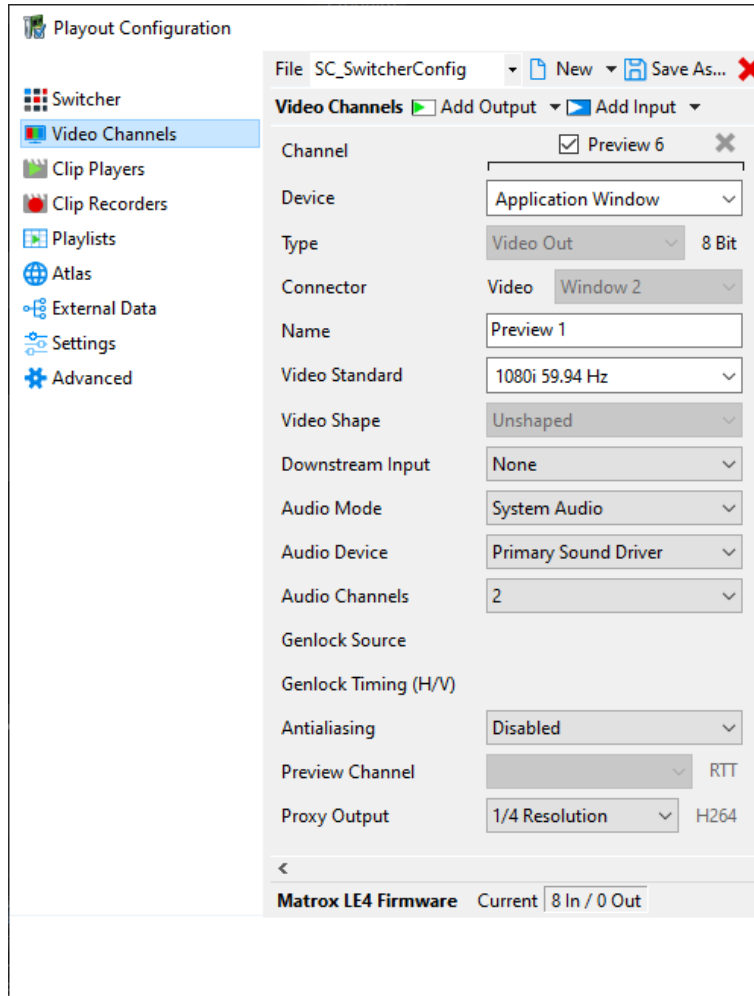 Playout Configuration
File SC_SwitcherConfig New Save As...
Switcher
Video Channels
Clip Players
Clip Recorders
Playlists
Atlas
External Data
Settings
Advanced
Video Channels Add Output Add Input
Channel Preview 6
Device Application Window
Type Video Out 8 Bit
Connector Video Window 2
Name Preview 1
Video Standard 1080i 59.94 Hz
Video Shape Unshaped
Downstream Input None
Audio Mode System Audio
Audio Device Primary Sound Driver
Audio Channels 2
Genlock Source
Genlock Timing (H/V)
Antialiasing Disabled
Preview Channel RTT
Proxy Output 1/4 Resolution H264
Matrox LE4 Firmware Current 8 In / 0 Out